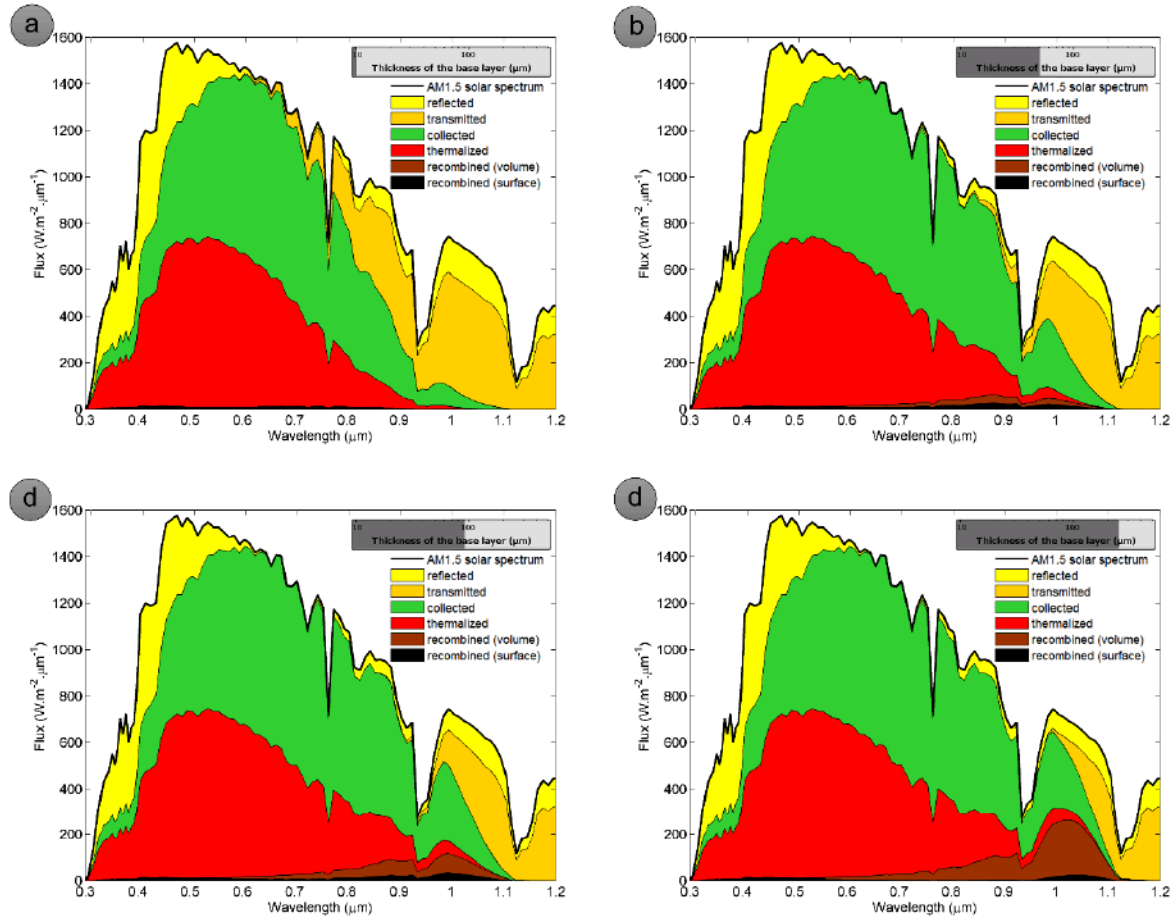 a
1600
1400
1200
1000
800
600
400
200
0
Flux (W.m⁻².μm⁻¹)
0.3 0.4 0.5 0.6 0.7 0.8 0.9 1 1.1 1.2
Wavelength (μm)
10 100
Thickness of the base layer (μm)
AM1.5 solar spectrum
reflected
transmitted
collected
thermalized
recombined (volume)
recombined (surface)
b
1600
1400
1200
1000
800
600
400
200
0
Flux (W.m⁻².μm⁻¹)
0.3 0.4 0.5 0.6 0.7 0.8 0.9 1 1.1 1.2
Wavelength (μm)
10 100
Thickness of the base layer (μm)
AM1.5 solar spectrum
reflected
transmitted
collected
thermalized
recombined (volume)
recombined (surface)
d
1600
1400
1200
1000
800
600
400
200
0
Flux (W.m⁻².μm⁻¹)
0.3 0.4 0.5 0.6 0.7 0.8 0.9 1 1.1 1.2
Wavelength (μm)
10 100
Thickness of the base layer (μm)
AM1.5 solar spectrum
reflected
transmitted
collected
thermalized
recombined (volume)
recombined (surface)
d
1600
1400
1200
1000
800
600
400
200
0
Flux (W.m⁻².μm⁻¹)
0.3 0.4 0.5 0.6 0.7 0.8 0.9 1 1.1 1.2
Wavelength (μm)
10 100
Thickness of the base layer (μm)
AM1.5 solar spectrum
reflected
transmitted
collected
thermalized
recombined (volume)
recombined (surface)